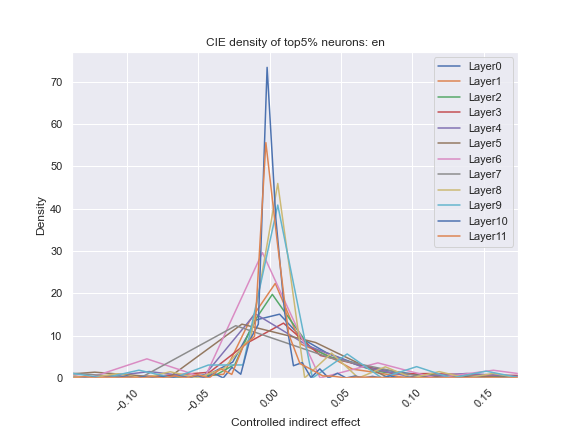 CIE density of top5% neurons: en
Density
70
60
50
40
30
20
10
0
-0.10
-0.05
0.00
0.05
0.10
0.15
Controlled indirect effect
Layer0
Layer1
Layer2
Layer3
Layer4
Layer5
Layer6
Layer7
Layer8
Layer9
Layer10
Layer11